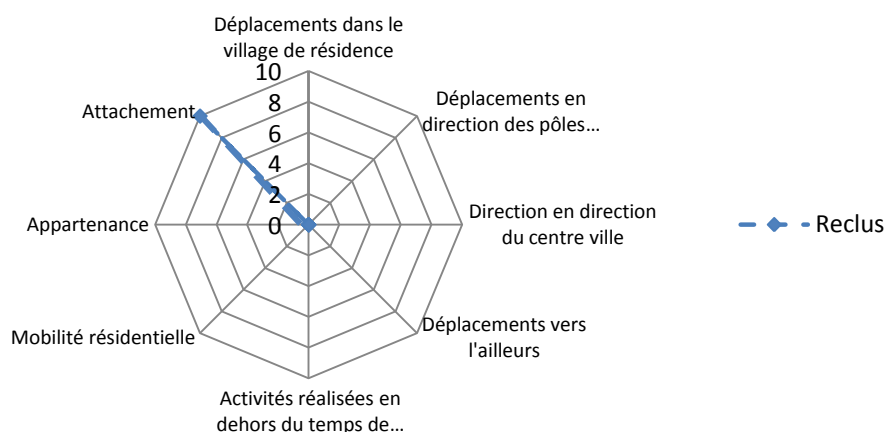 Déplacements dans le
village de résidence
10
8
6
4
2
0
Déplacements en
direction des pôles...
Direction en direction
du centre ville
Déplacements vers
l'ailleurs
Activités réalisées en
dehors du temps de...
Mobilité résidentielle
Appartenance
Attachement
Reclus